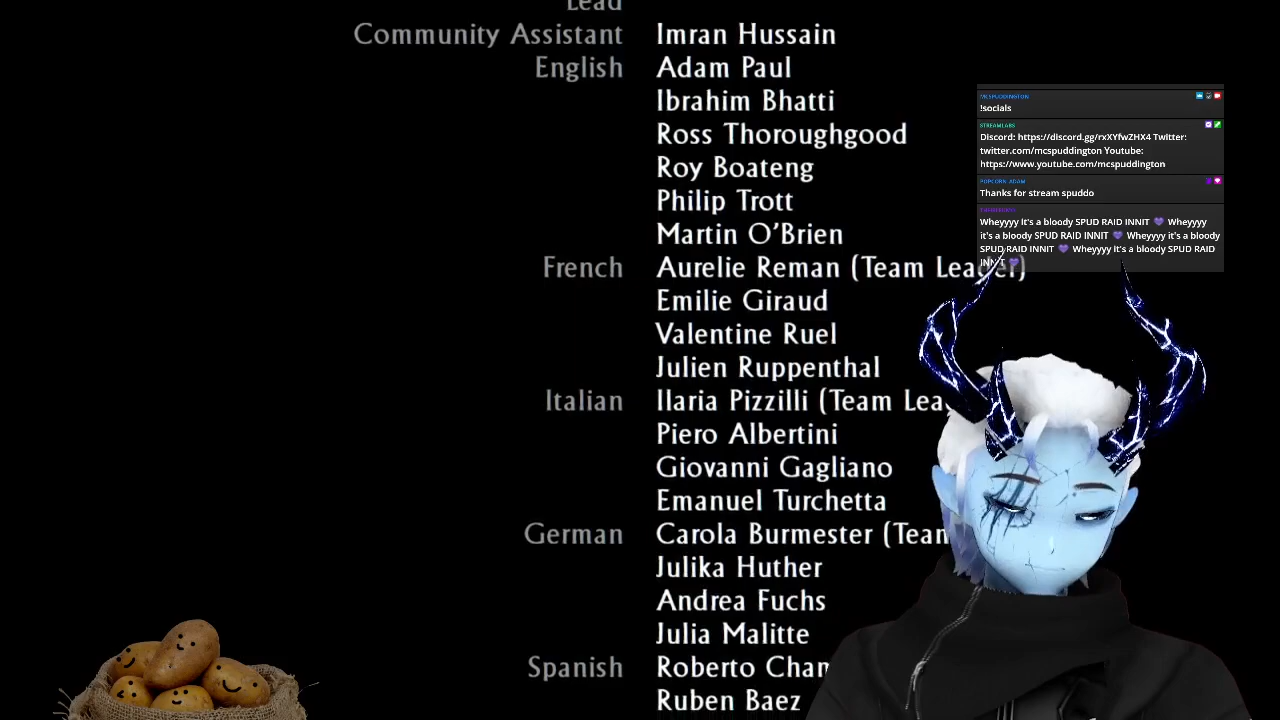 Lead
Community Assistant Imran Hussain
English Adam Paul
Ibrahim Bhatti
Ross Thoroughgood
Roy Boateng
Philip Trott
Martin O'Brien
French Aurelie Reman (Team Leader)
Emilie Giraud
Valentine Ruel
Julien Ruppenthal
Italian Ilaria Pizzilli (Team Lea
Piero Albertini
Giovanni Gagliano
Emanuel Turchetta
German Carola Burmester (Team
Julika Huther
Andrea Fuchs
Julia Malitte
Spanish Roberto Cham
Ruben Baez
MCSPUDDINGTON
!socials
STREAMLABS
Discord: https://discord.gg/rxXYfwZHX4 Twitter:
twitter.com/mcspuddington Youtube:
https://www.youtube.com/mcspuddington
POPCORN_ADAM
Thanks for stream spuddo
Wheyyyy it's a bloody SPUD RAID INNIT 💜 Wheyyyy
it's a bloody SPUD RAID INNIT 💜 Wheyyyy it's a bloody
SPUD RAID INNIT 💜 Wheyyyy it's a bloody SPUD RAID
INNIT 💜